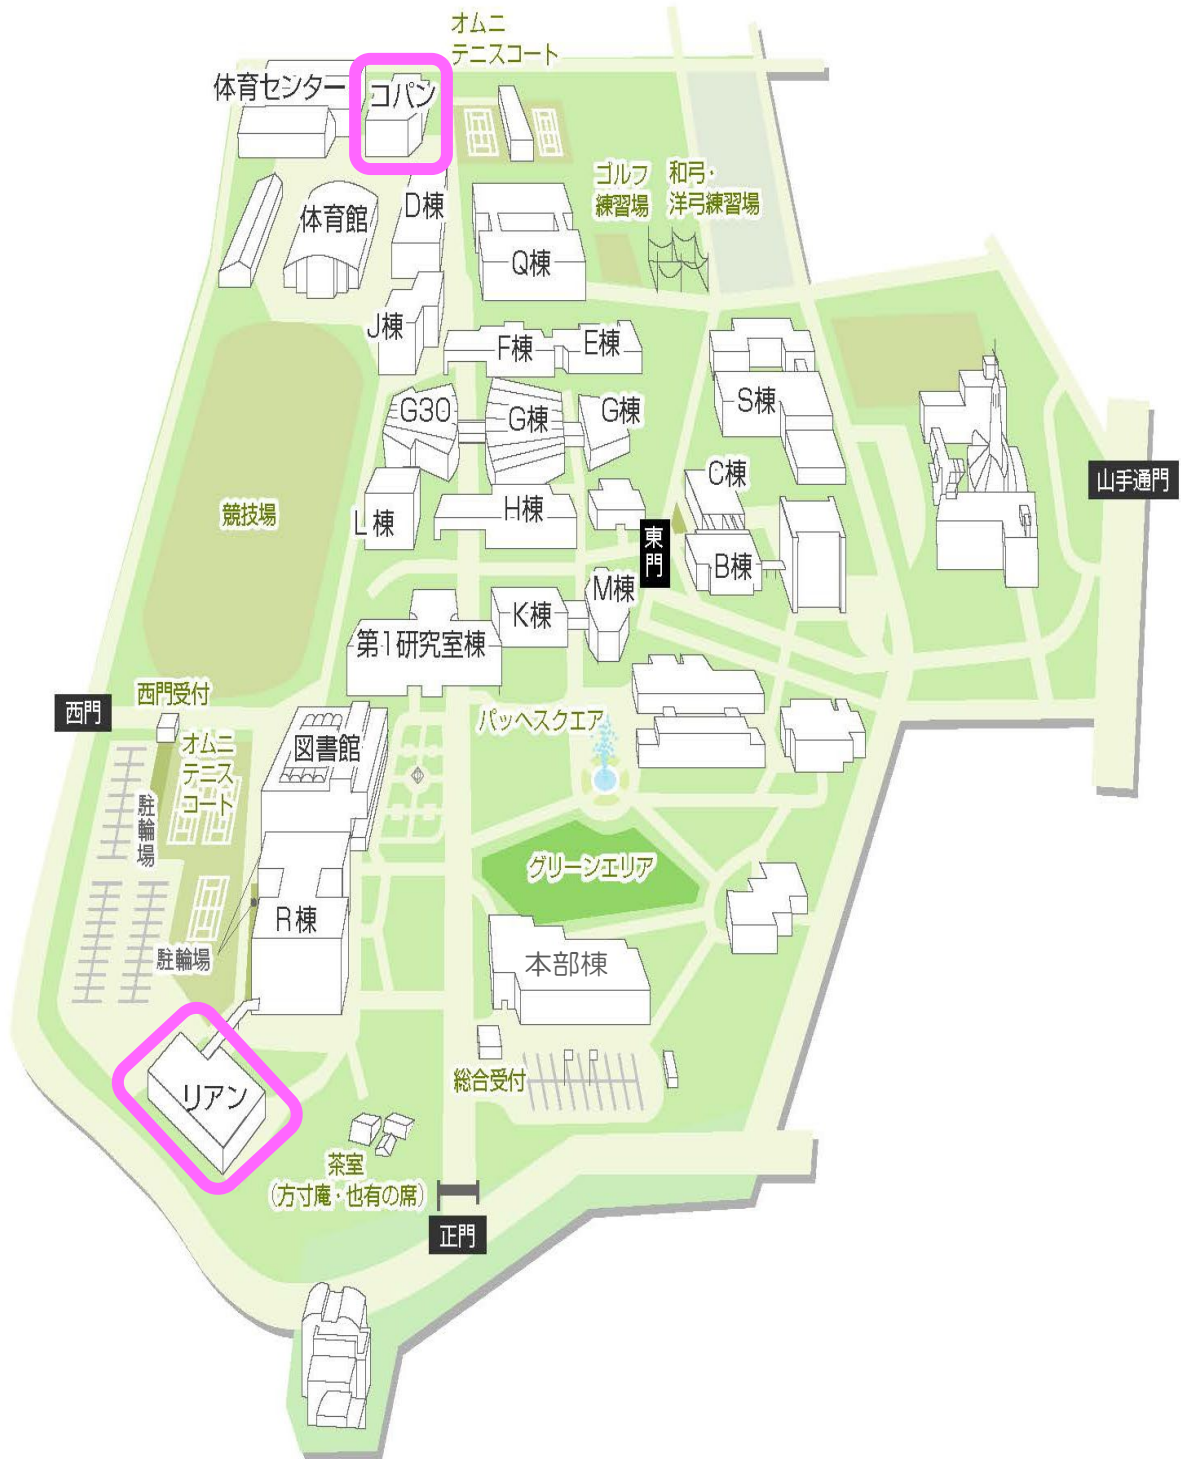 オムニ
テニスコート
体育センター
コパン
ゴルフ
練習場
和弓・
洋弓練習場
体育館
D棟
Q棟
J棟
F棟
E棟
G30
G棟
G棟
S棟
C棟
山手通門
競技場
L棟
H棟
東門
B棟
M棟
K棟
第1研究室棟
西門
西門受付
パッヘスクエア
図書館
オムニ
テニス
コート
駐輪場
グリーンエリア
R棟
駐輪場
本部棟
総合受付
リアン
茶室
（方寸庵・也有の席）
正門